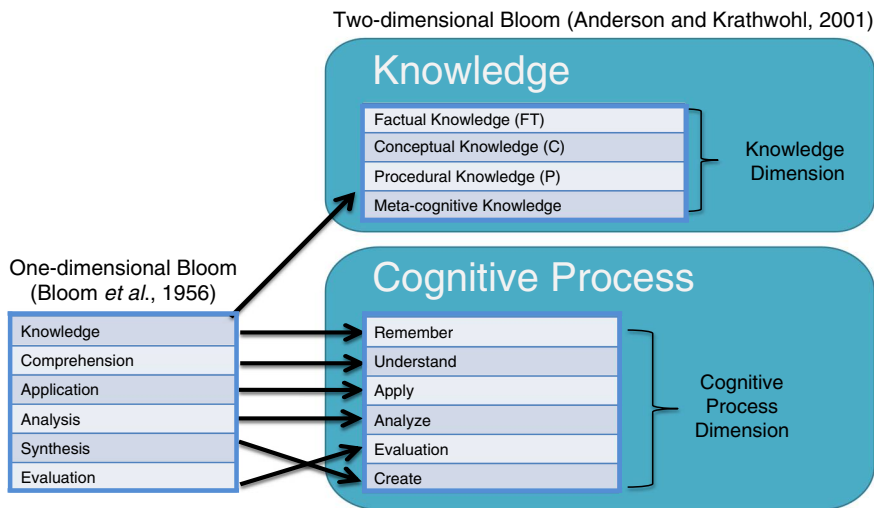 Two-dimensional Bloom (Anderson and Krathwohl, 2001)
Knowledge
Factual Knowledge (FT)
Conceptual Knowledge (C)
Procedural Knowledge (P)
Meta-cognitive Knowledge
Knowledge
Dimension
One-dimensional Bloom
(Bloom et al., 1956)
Knowledge
Comprehension
Application
Analysis
Synthesis
Evaluation
Cognitive Process
Remember
Understand
Apply
Analyze
Evaluation
Create
Cognitive
Process
Dimension